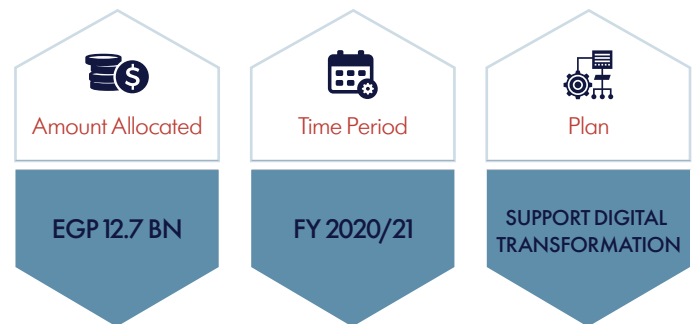 Amount Allocated
EGP 12.7 BN
Time Period
FY 2020/21
Plan
SUPPORT DIGITAL
TRANSFORMATION